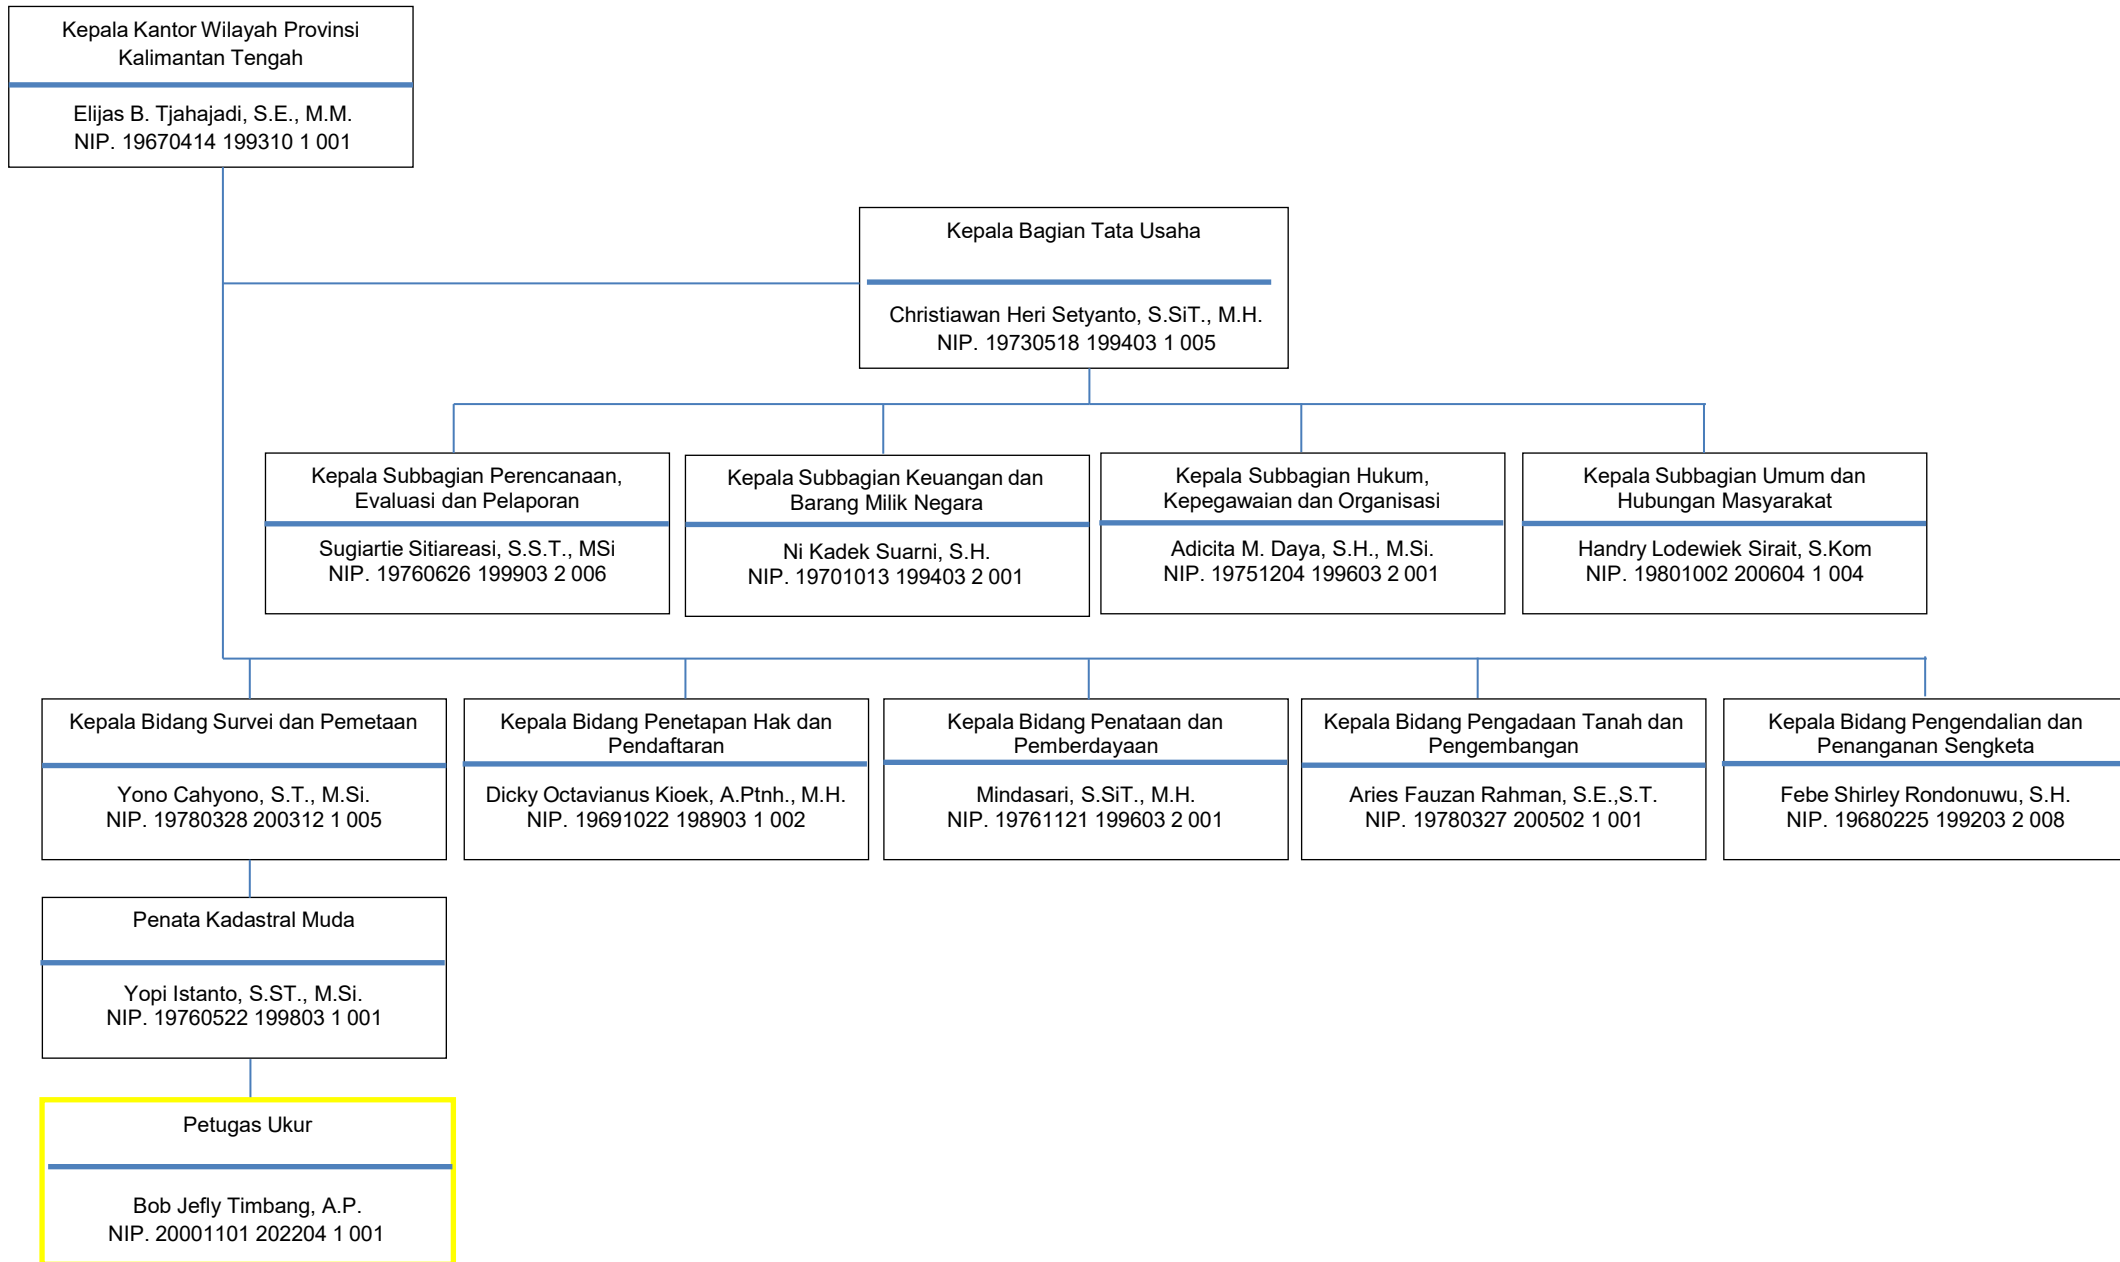 Kepala Kantor Wilayah Provinsi
Kalimantan Tengah
Elijas B. Tjahajadi, S.E., M.M.
NIP. 19670414 199310 1 001
Kepala Bagian Tata Usaha
Christiawan Heri Setyanto, S.SiT., M.H.
NIP. 19730518 199403 1 005
Kepala Subbagian Perencanaan,
Evaluasi dan Pelaporan
Sugiartie Sitiareasi, S.S.T., MSi
NIP. 19760626 199903 2 006
Kepala Subbagian Keuangan dan
Barang Milik Negara
Ni Kadek Suarni, S.H.
NIP. 19701013 199403 2 001
Kepala Subbagian Hukum,
Kepegawaian dan Organisasi
Adicita M. Daya, S.H., M.Si.
NIP. 19751204 199603 2 001
Kepala Subbagian Umum dan
Hubungan Masyarakat
Handry Lodewiek Sirait, S.Kom
NIP. 19801002 200604 1 004
Kepala Bidang Survei dan Pemetaan
Yono Cahyono, S.T., M.Si.
NIP. 19780328 200312 1 005
Kepala Bidang Penetapan Hak dan
Pendaftaran
Dicky Octavianus Kioek, A.Ptnh., M.H.
NIP. 19691022 198903 1 002
Kepala Bidang Penataan dan
Pemberdayaan
Mindasari, S.SiT., M.H.
NIP. 19761121 199603 2 001
Kepala Bidang Pengadaan Tanah dan
Pengembangan
Aries Fauzan Rahman, S.E.,S.T.
NIP. 19780327 200502 1 001
Kepala Bidang Pengendalian dan
Penanganan Sengketa
Febe Shirley Rondonuwu, S.H.
NIP. 19680225 199203 2 008
Penata Kadastral Muda
Yopi Istanto, S.ST., M.Si.
NIP. 19760522 199803 1 001
Petugas Ukur
Bob Jefly Timbang, A.P.
NIP. 20001101 202204 1 001